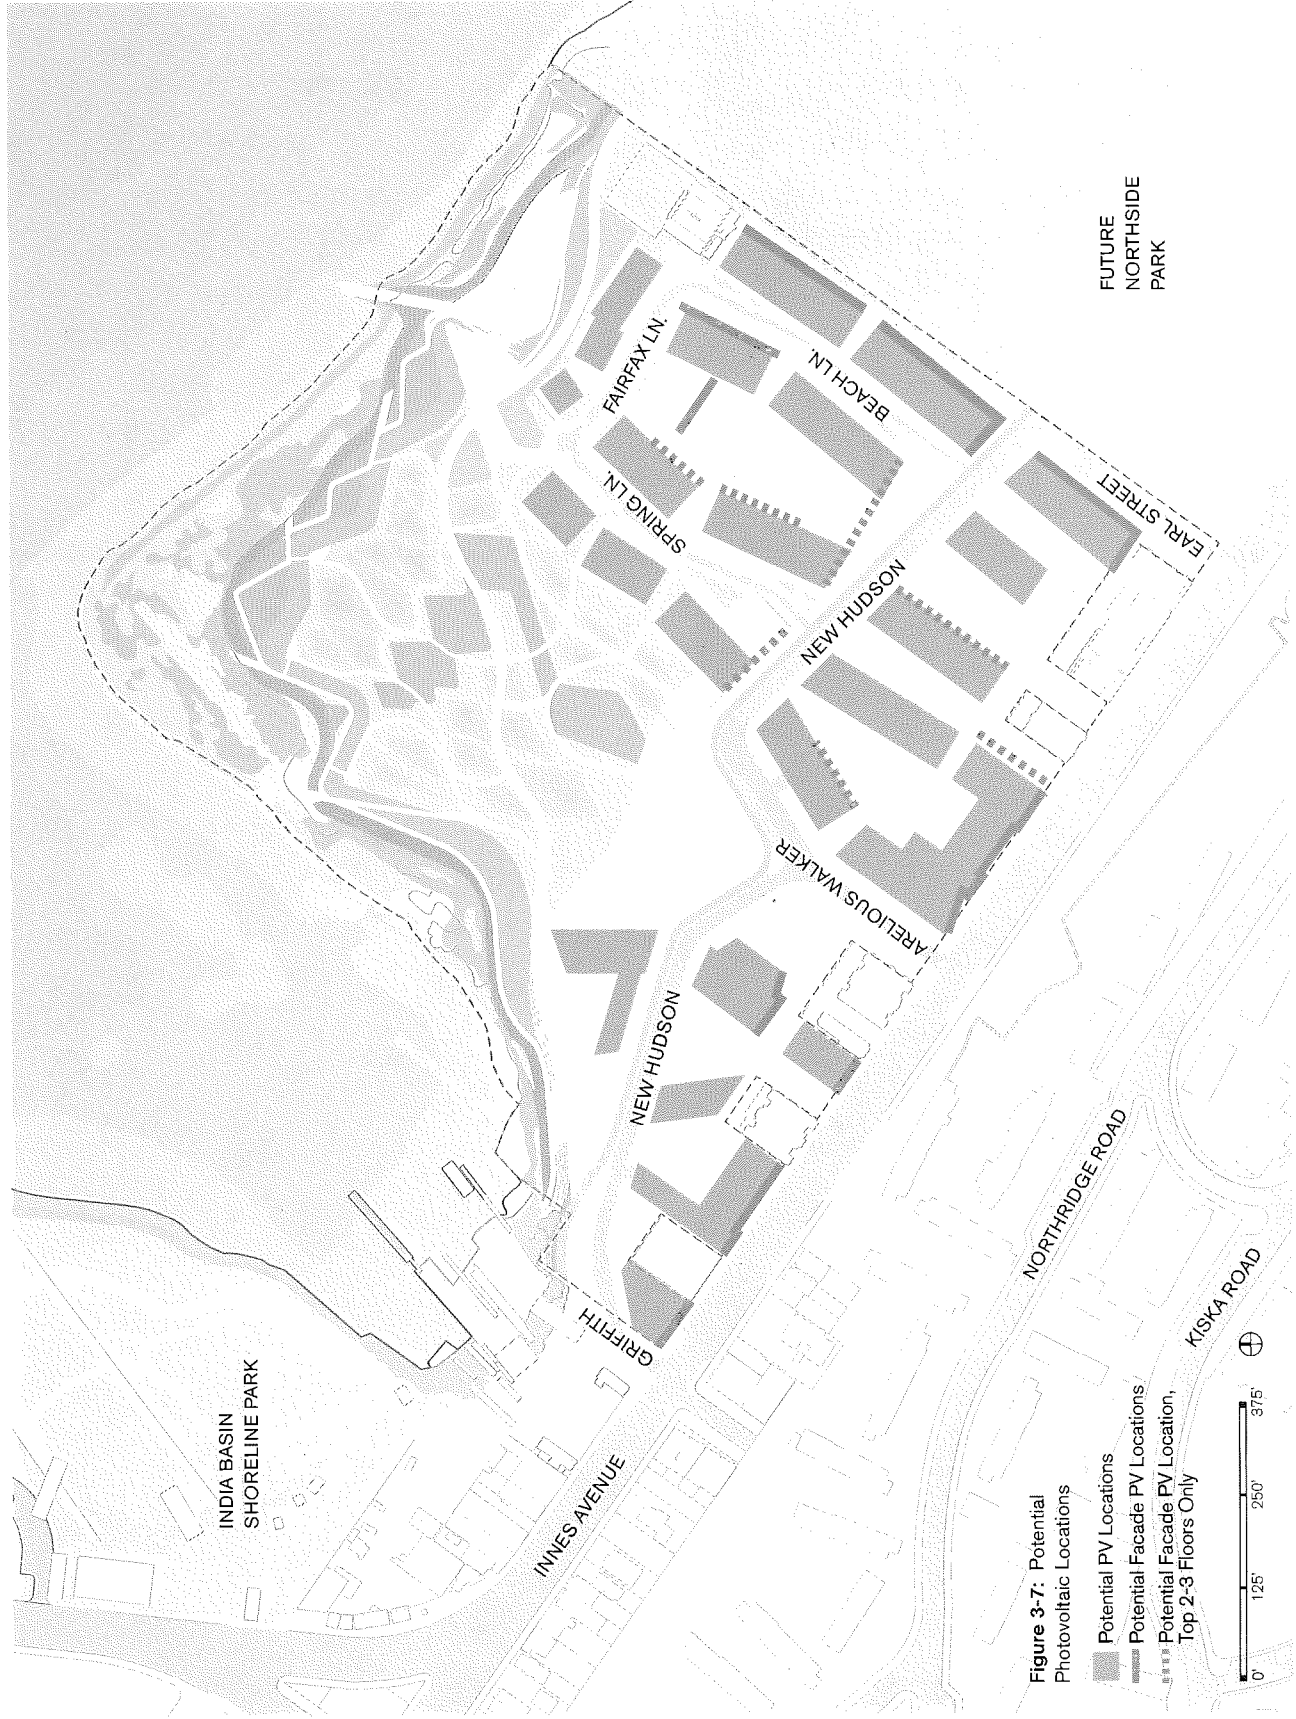 INDIA BASIN
SHORELINE PARK
GRIFFITH
INNES AVENUE
NEW HUDSON
ARELIOUS WALKER
NEW HUDSON
SPRING LN.
FAIRFAX LN.
BEACH LN.
EARL STREET
FUTURE
NORTHSIDE
PARK
NORTHRIDGE ROAD
KISKA ROAD
Figure 3-7: Potential
Photovoltaic Locations
Potential PV Locations
Potential Facade PV Locations
Potential Facade PV Location,
Top 2-3 Floors Only
0' 125' 250' 375'